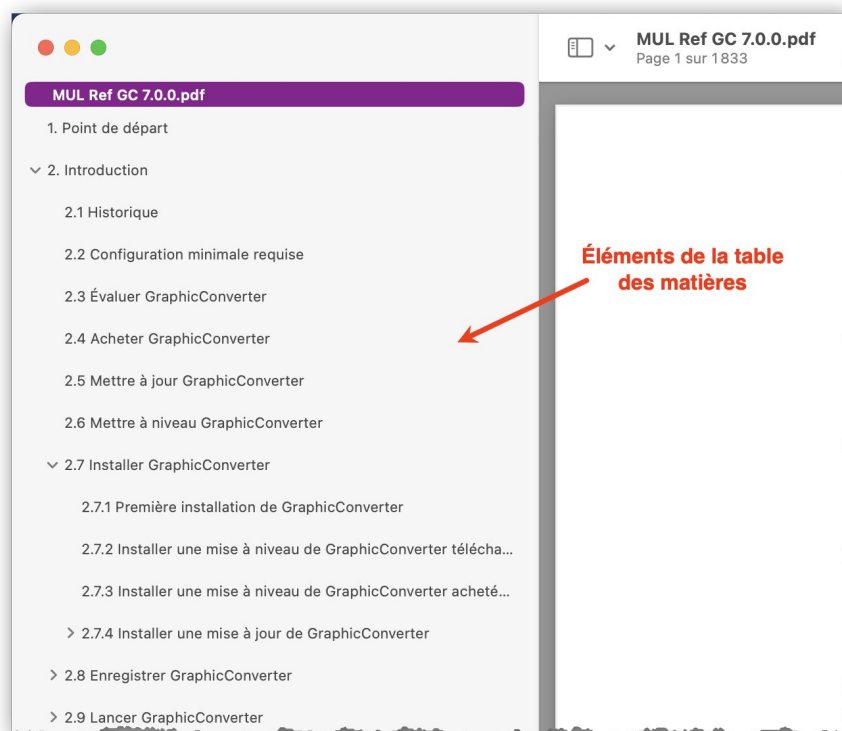 MUL Ref GC 7.0.0.pdf
Page 1 sur 1833
MUL Ref GC 7.0.0.pdf
1. Point de départ
2. Introduction
2.1 Historique
2.2 Configuration minimale requise
2.3 Évaluer GraphicConverter
2.4 Acheter GraphicConverter
2.5 Mettre à jour GraphicConverter
2.6 Mettre à niveau GraphicConverter
2.7 Installer GraphicConverter
2.7.1 Première installation de GraphicConverter
2.7.2 Installer une mise à niveau de GraphicConverter télécha...
2.7.3 Installer une mise à niveau de GraphicConverter acheté...
2.7.4 Installer une mise à jour de GraphicConverter
2.8 Enregistrer GraphicConverter
2.9 Lancer GraphicConverter
Éléments de la table
des matières